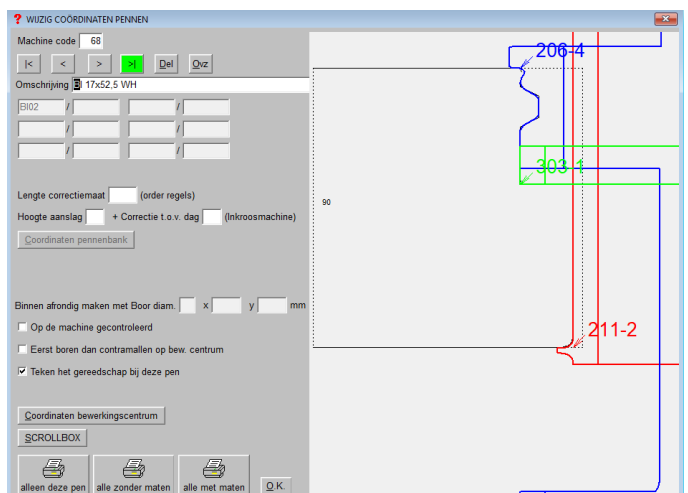 ? WIJZIG COÖRDINATEN PENNEN
Machine code 68
|< < > >| Del Ovz
Omschrijving BI 17x52,5 WH
BI02 / /
/ /
/ /
Lengte correctiemaat (order regels)
Hoogte aanslag + Correctie t.o.v. dag (Inkroosmachine)
Coordinaten pennenbank
Binnen afrondig maken met Boor diam. x y mm
Op de machine gecontroleerd
Eerst boren dan contramallen op bew. centrum
Teken het gereedschap bij deze pen
Coordinaten bewerkingscentrum
SCROLLBOX
alleen deze pen alle zonder maten alle met maten O.K.
206-4
303-1
90
211-2